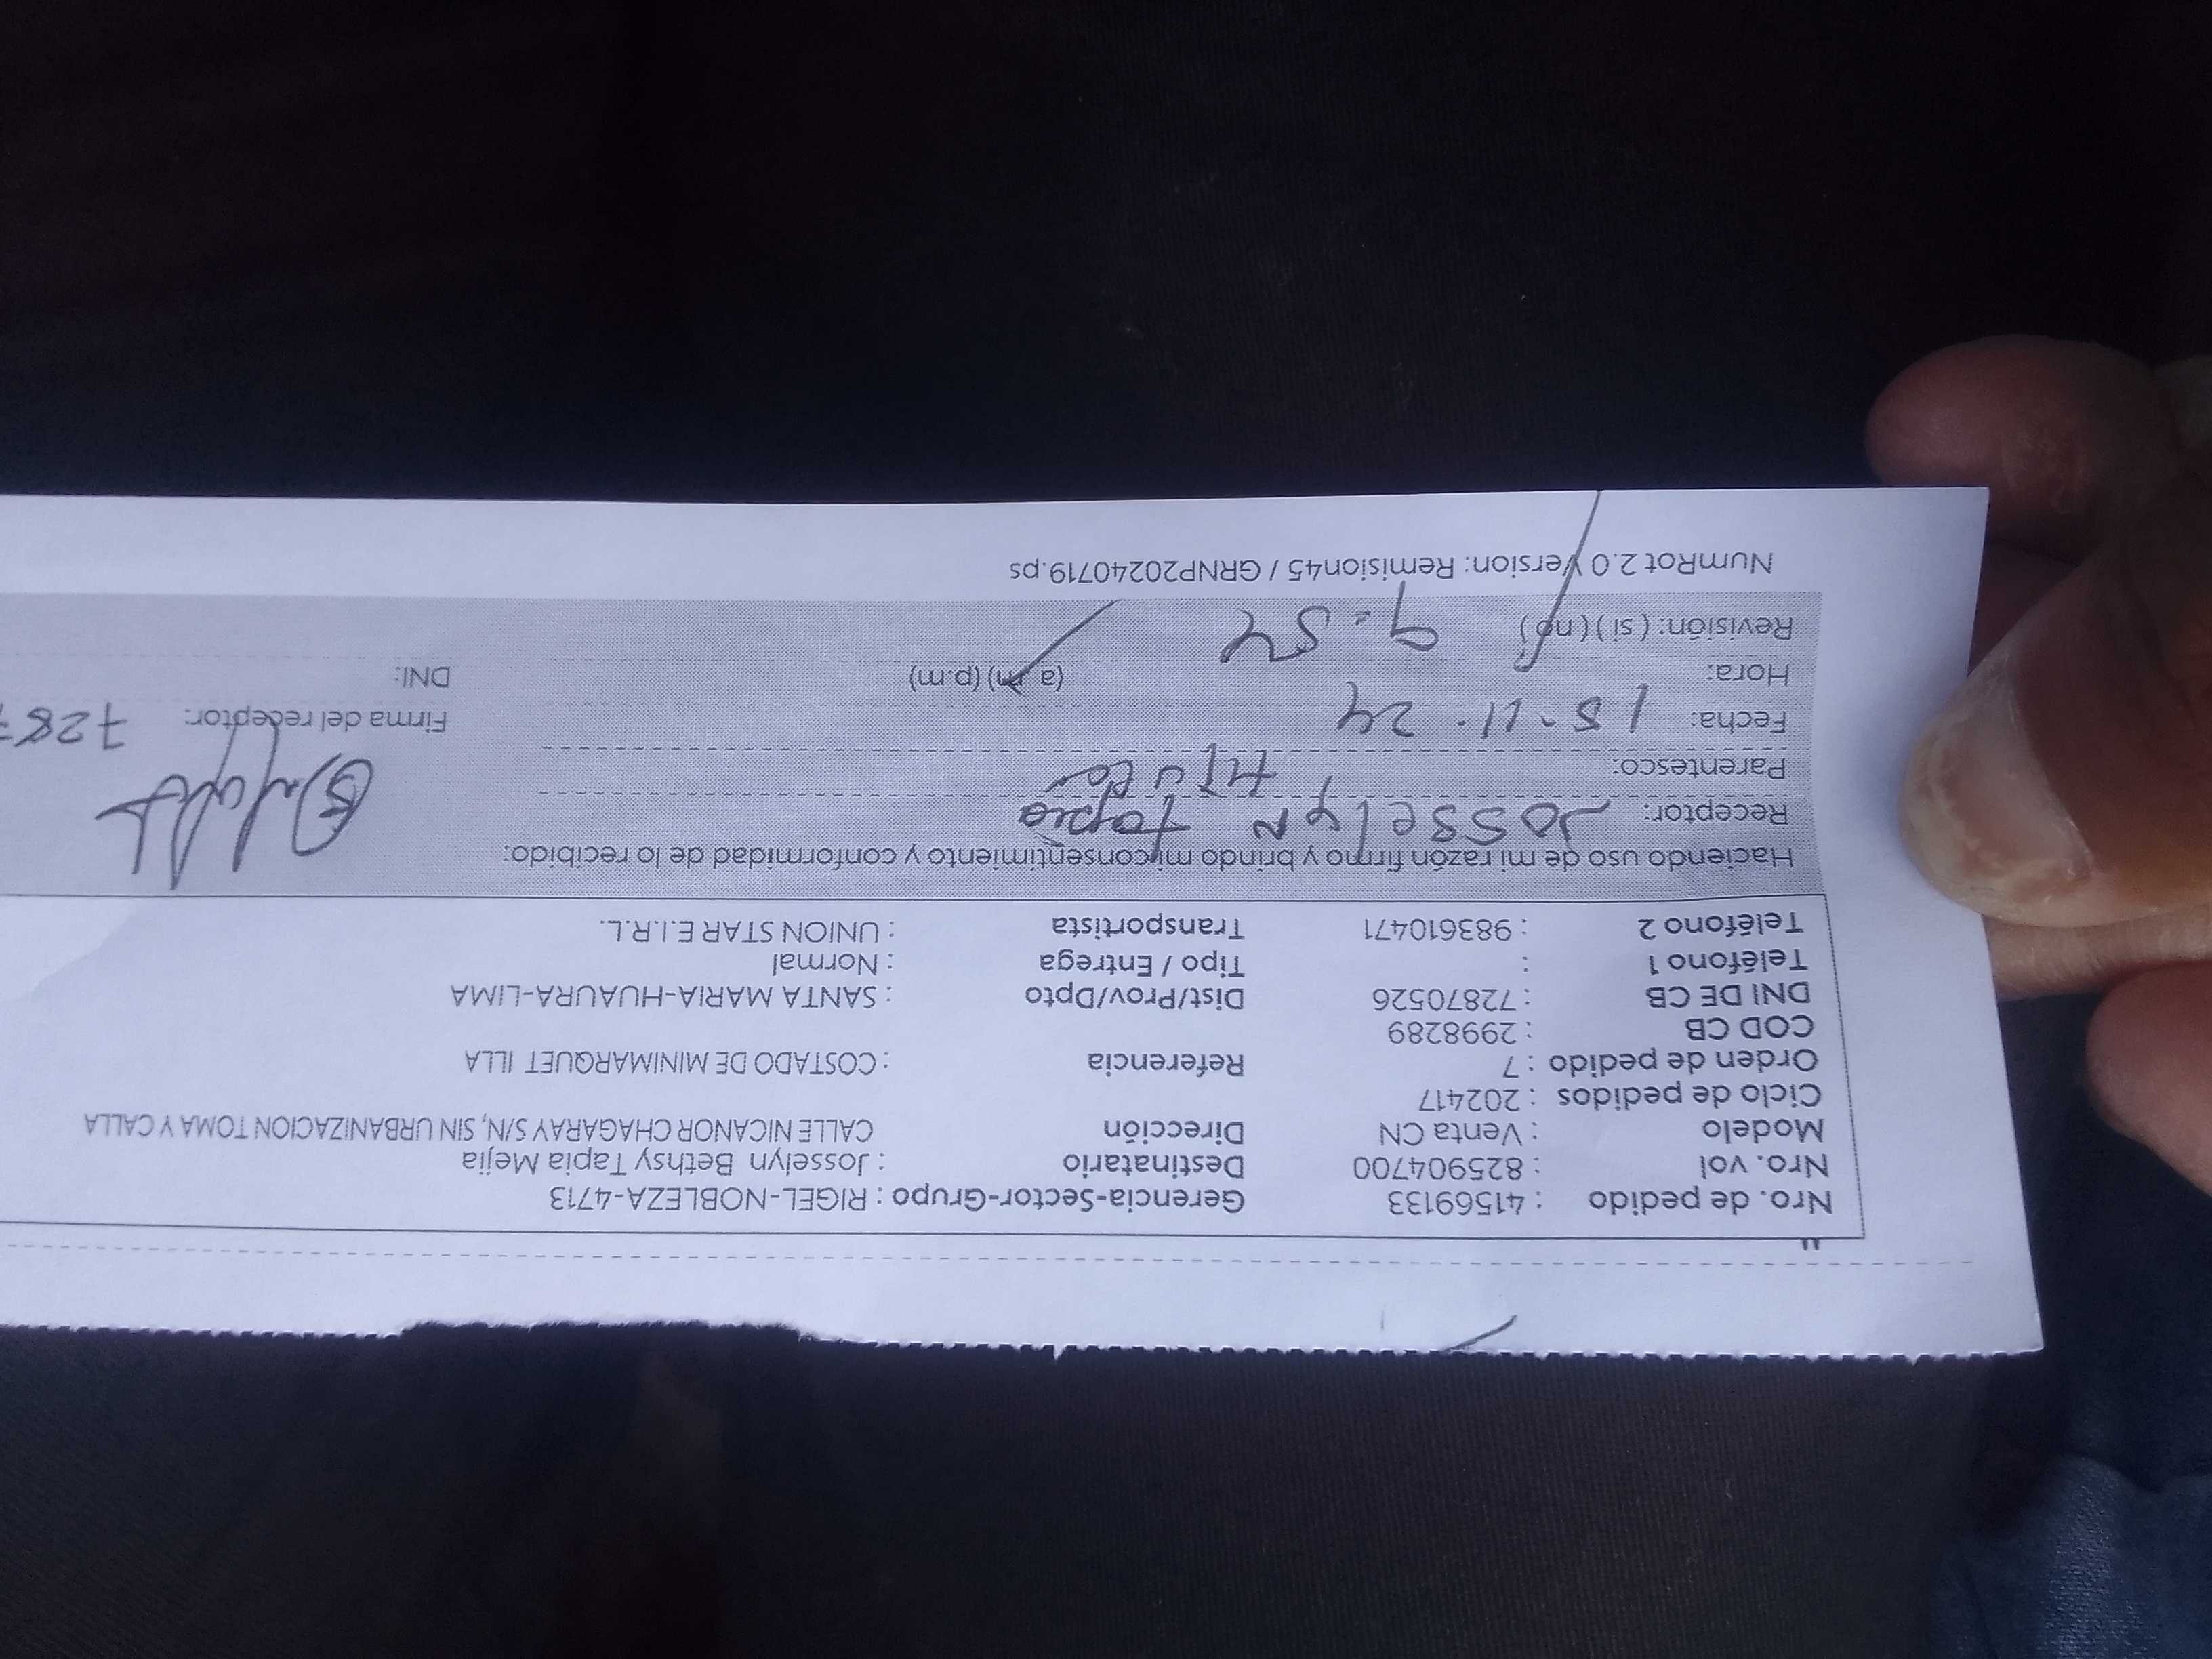 Nro. de pedido : 41569133 Gerencia-Sector-Grupo : RIGEL-NOBLEZA-4713
Nro. vol : 825904700 Destinatario : Josselyn Bethsy Tapia Mejia
Modelo : Venta CN Dirección CALLE NICANOR CHAGARAY S/N, SIN URBANIZACION TOMA Y CALLA
Ciclo de pedidos : 202417
Orden de pedido : 7 Referencia : COSTADO DE MINIMARQUET ILLA
COD CB : 2998289
DNI DE CB : 72870526 Dist/Prov/Dpto : SANTA MARIA-HUAURA-LIMA
Teléfono 1 : Tipo / Entrega : Normal
Teléfono 2 : 983610471 Transportista : UNION STAR E.I.R.L.
Haciendo uso de mi razón firmo y brindo mi consentimiento y conformidad de lo recibido:
Receptor: Josselyn Tapia
Parentesco: Titular
Fecha: 15-11-24 Firma del receptor: 7287
Hora: (a.m) (p.m) DNI:
Revisión: (si) (no) 9:54
NumRot 2.0 Version: Remision45 / GRNP20240719.ps